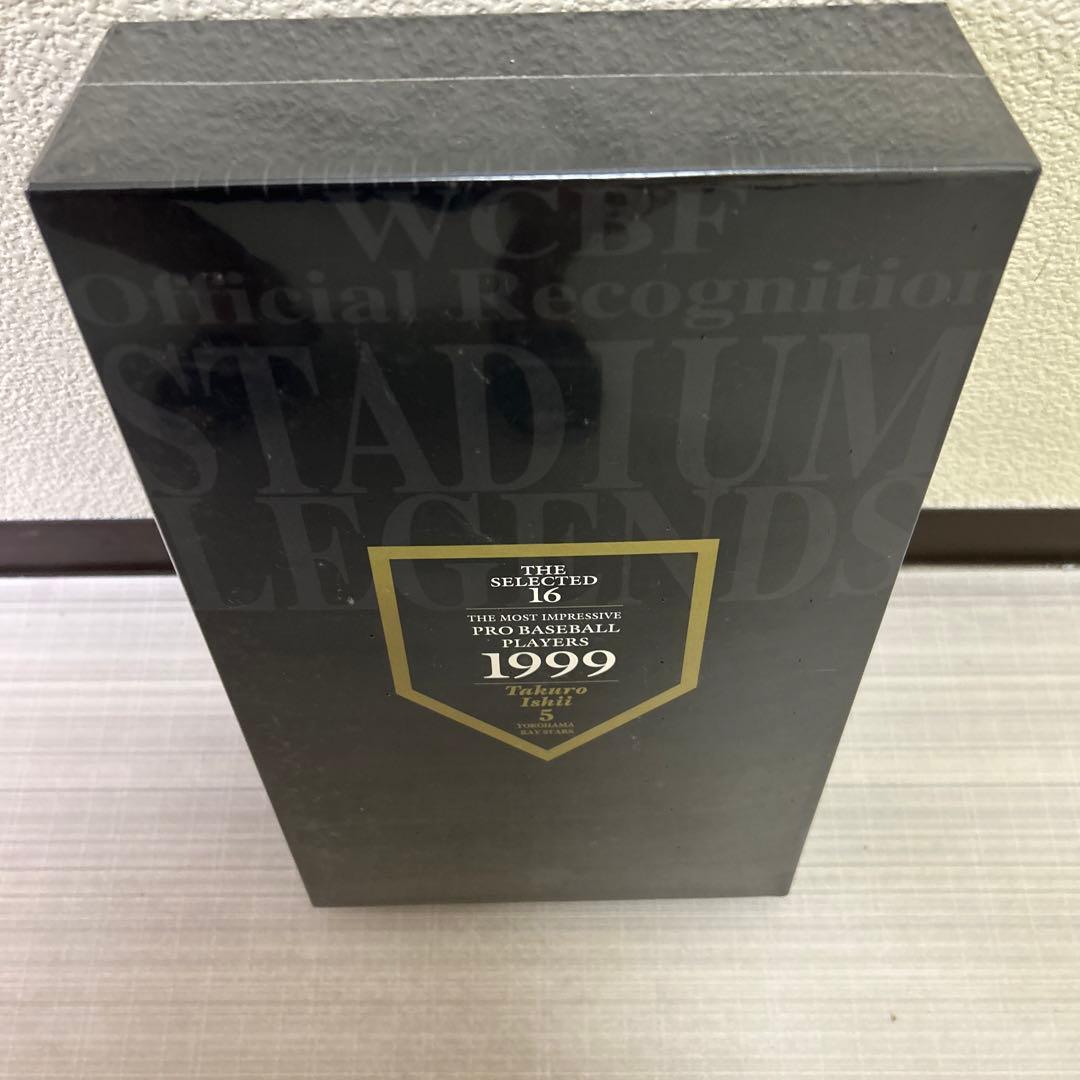 WCBF
Official Recognition
STADIUM
LEGENDS
THE
SELECTED
16
THE MOST IMPRESSIVE
PRO BASEBALL
PLAYERS
1999
Takuro
Ishii
5
YOKOHAMA
BAY STARS